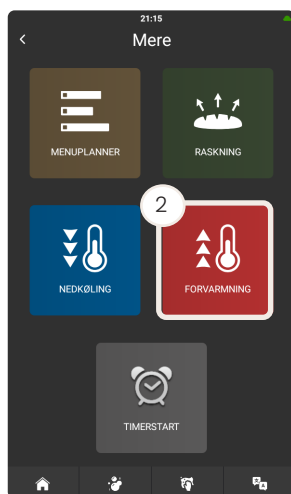 21:15
Mere
MENUPLANNER
RASKNING
2
NEDKØLING
FORVARMNING
TIMERSTART